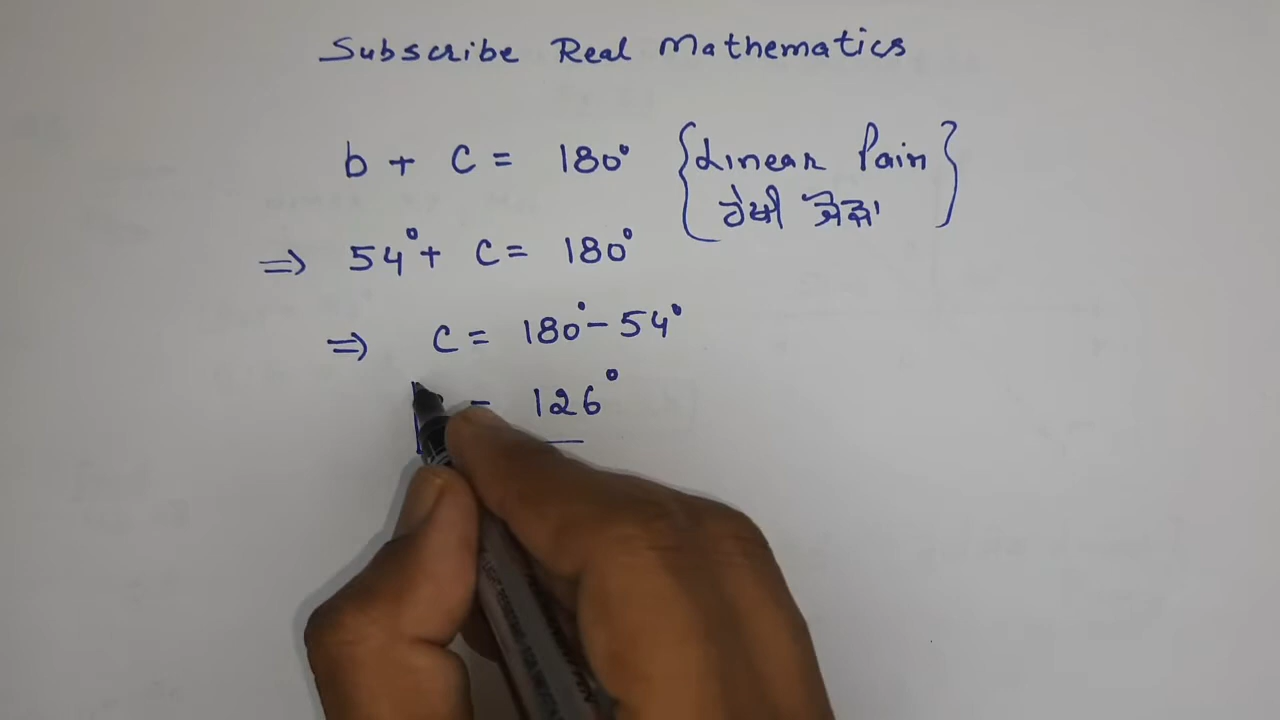 Subscribe Real Mathematics
b + c = 180° {Linear Pair}
⇒ 54° + c = 180°
⇒ c = 180° - 54°
= 126°